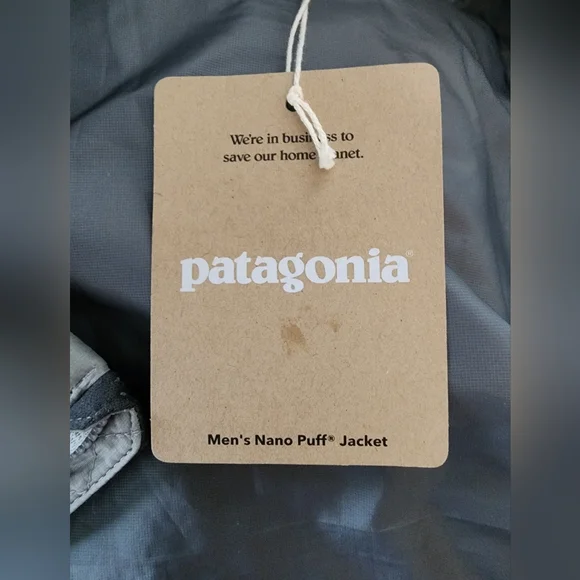 We're in business to
save our home planet.
patagonia®
Men's Nano Puff® Jacket